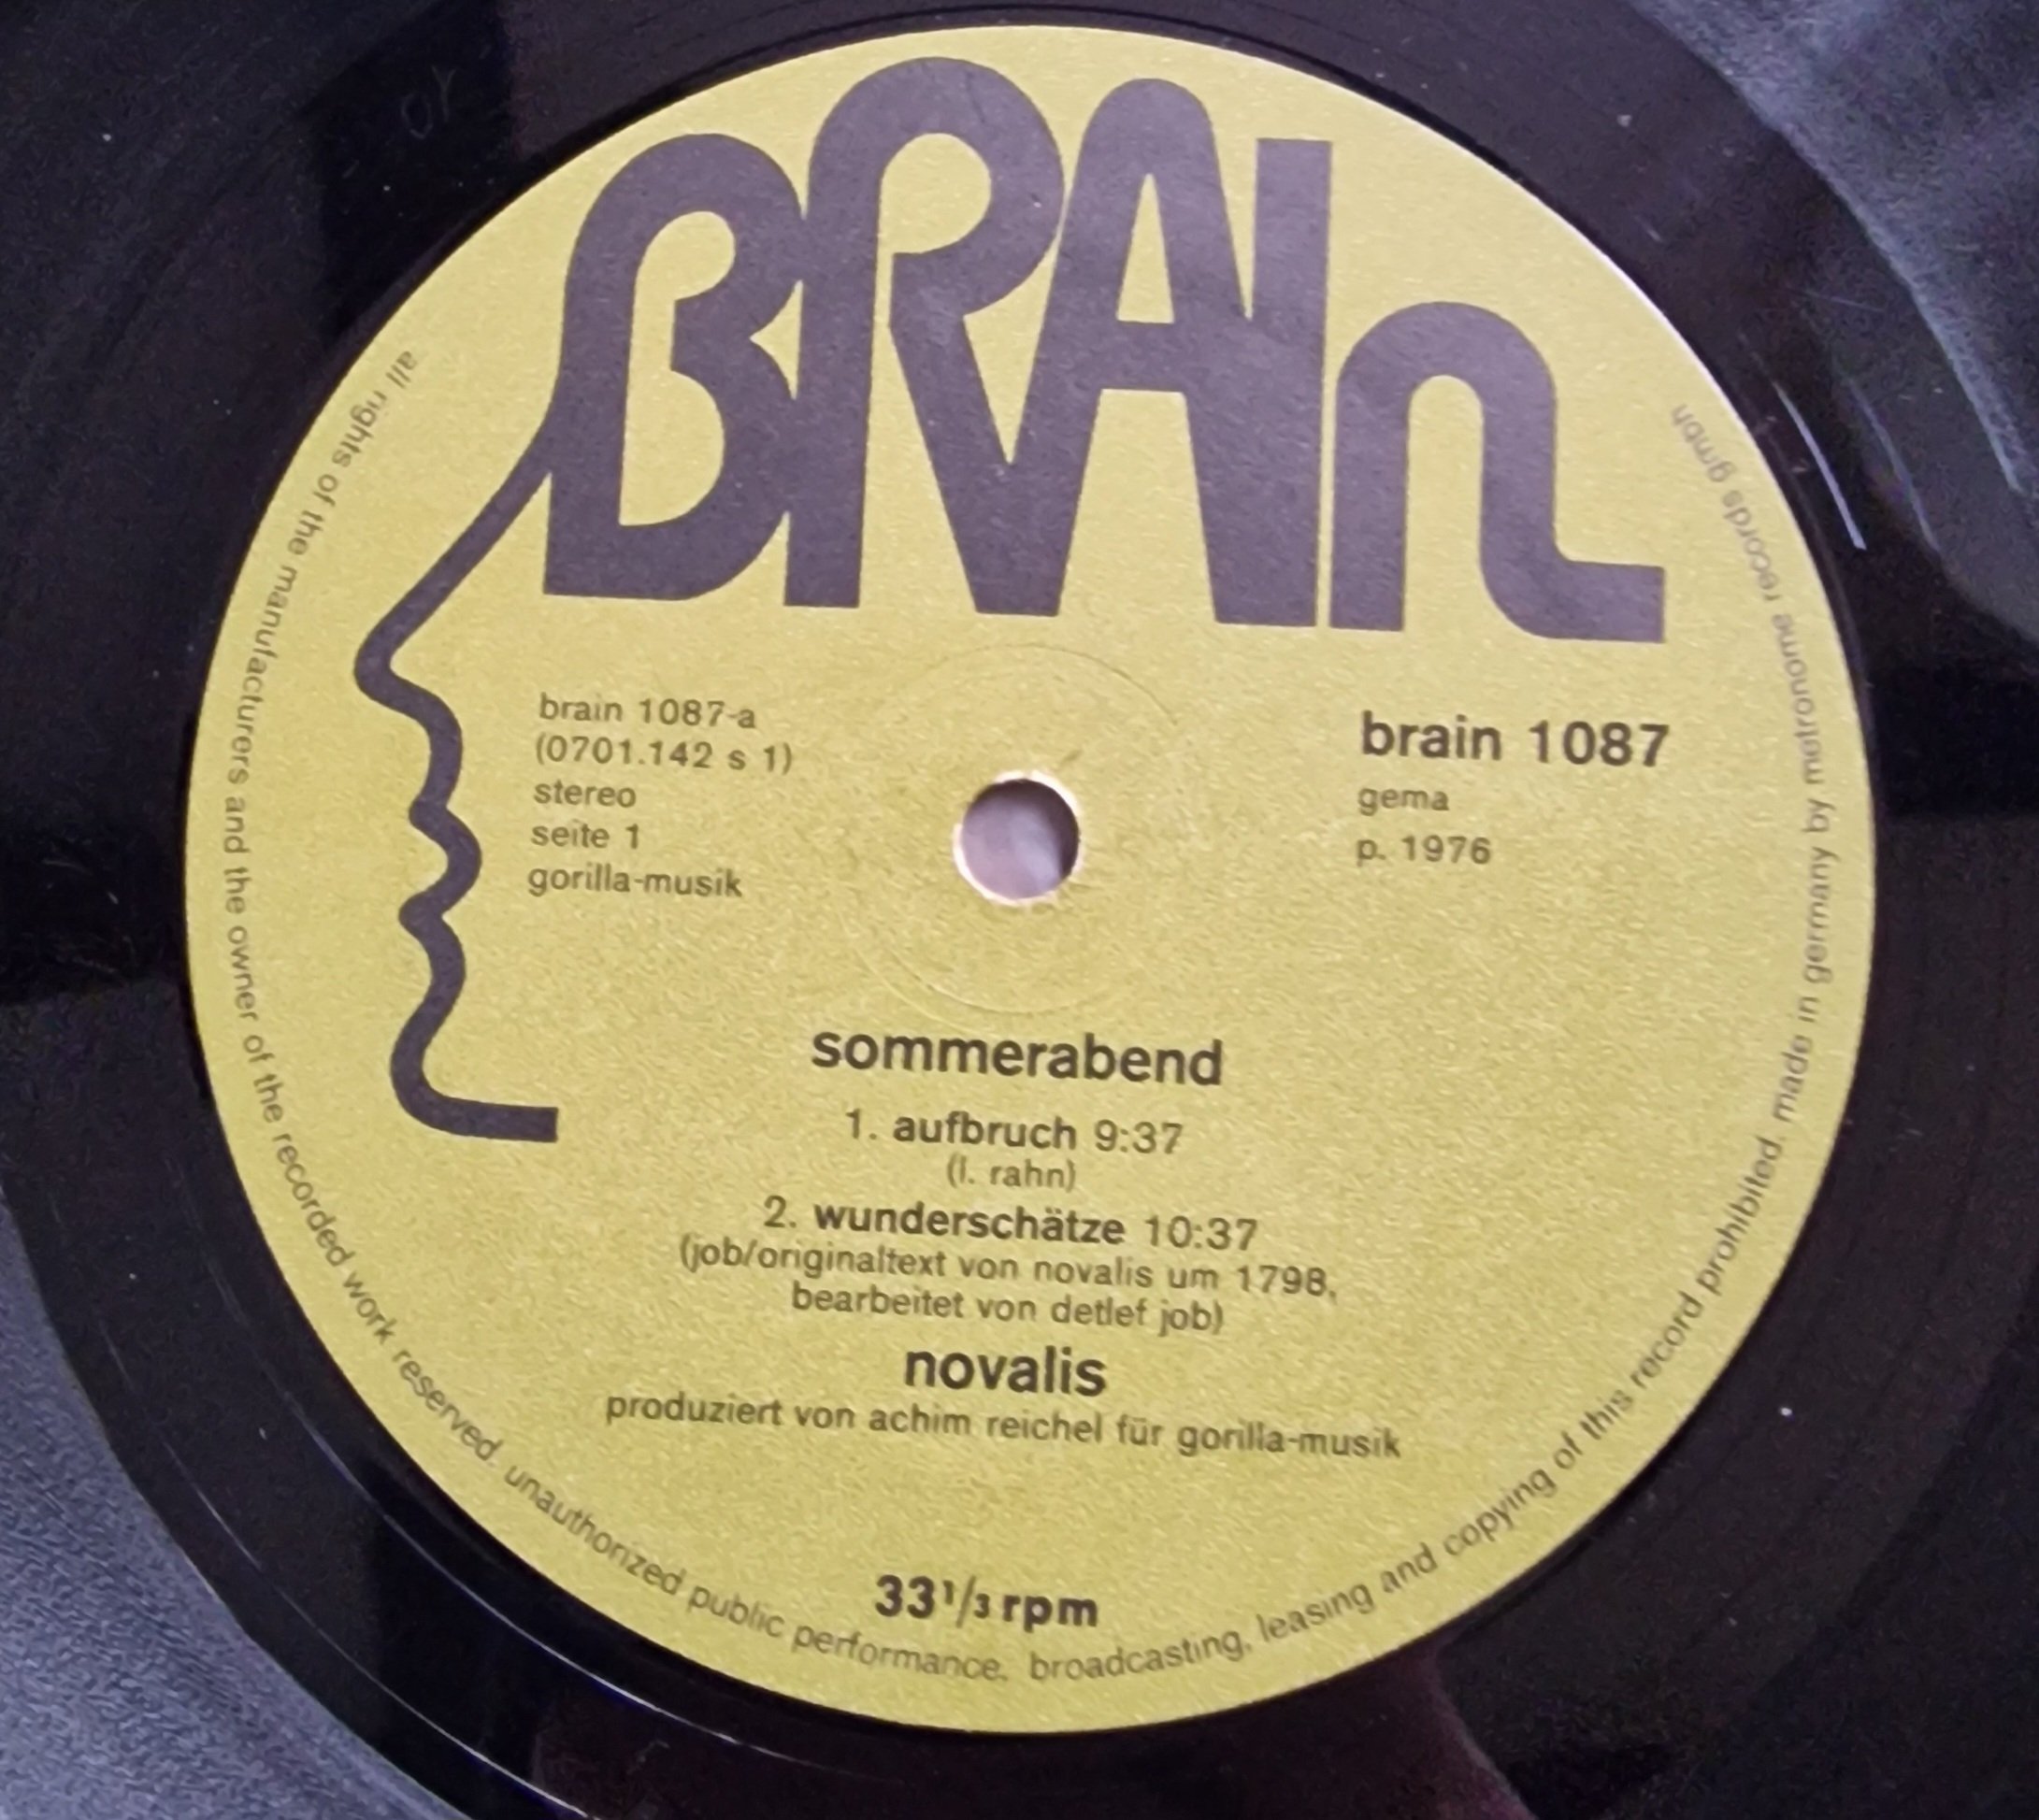 BRAIn
brain 1087-a
(0701.142 s 1)
stereo
seite 1
gorilla-musik
brain 1087
gema
p. 1976
sommerabend
1. aufbruch 9:37
(l. rahn)
2. wunderschätze 10:37
(job/originaltext von novalis um 1798,
bearbeitet von detlef job)
novalis
produziert von achim reichel für gorilla-musik
33 1/3 rpm
all rights of the manufacturers and the owner of the recorded work reserved. unauthorized public performance, broadcasting, leasing and copying of this record prohibited. made in germany by metronome records gmbh